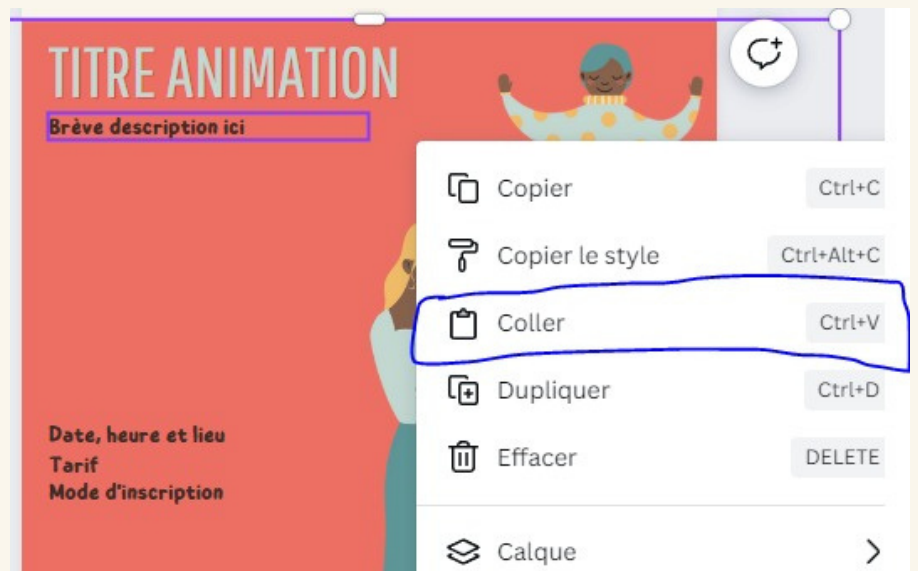 TITRE ANIMATION
Brève description ici
Copier Ctrl+C
Copier le style Ctrl+Alt+C
Coller Ctrl+V
Dupliquer Ctrl+D
Effacer DELETE
Calque
Date, heure et lieu
Tarif
Mode d'inscription